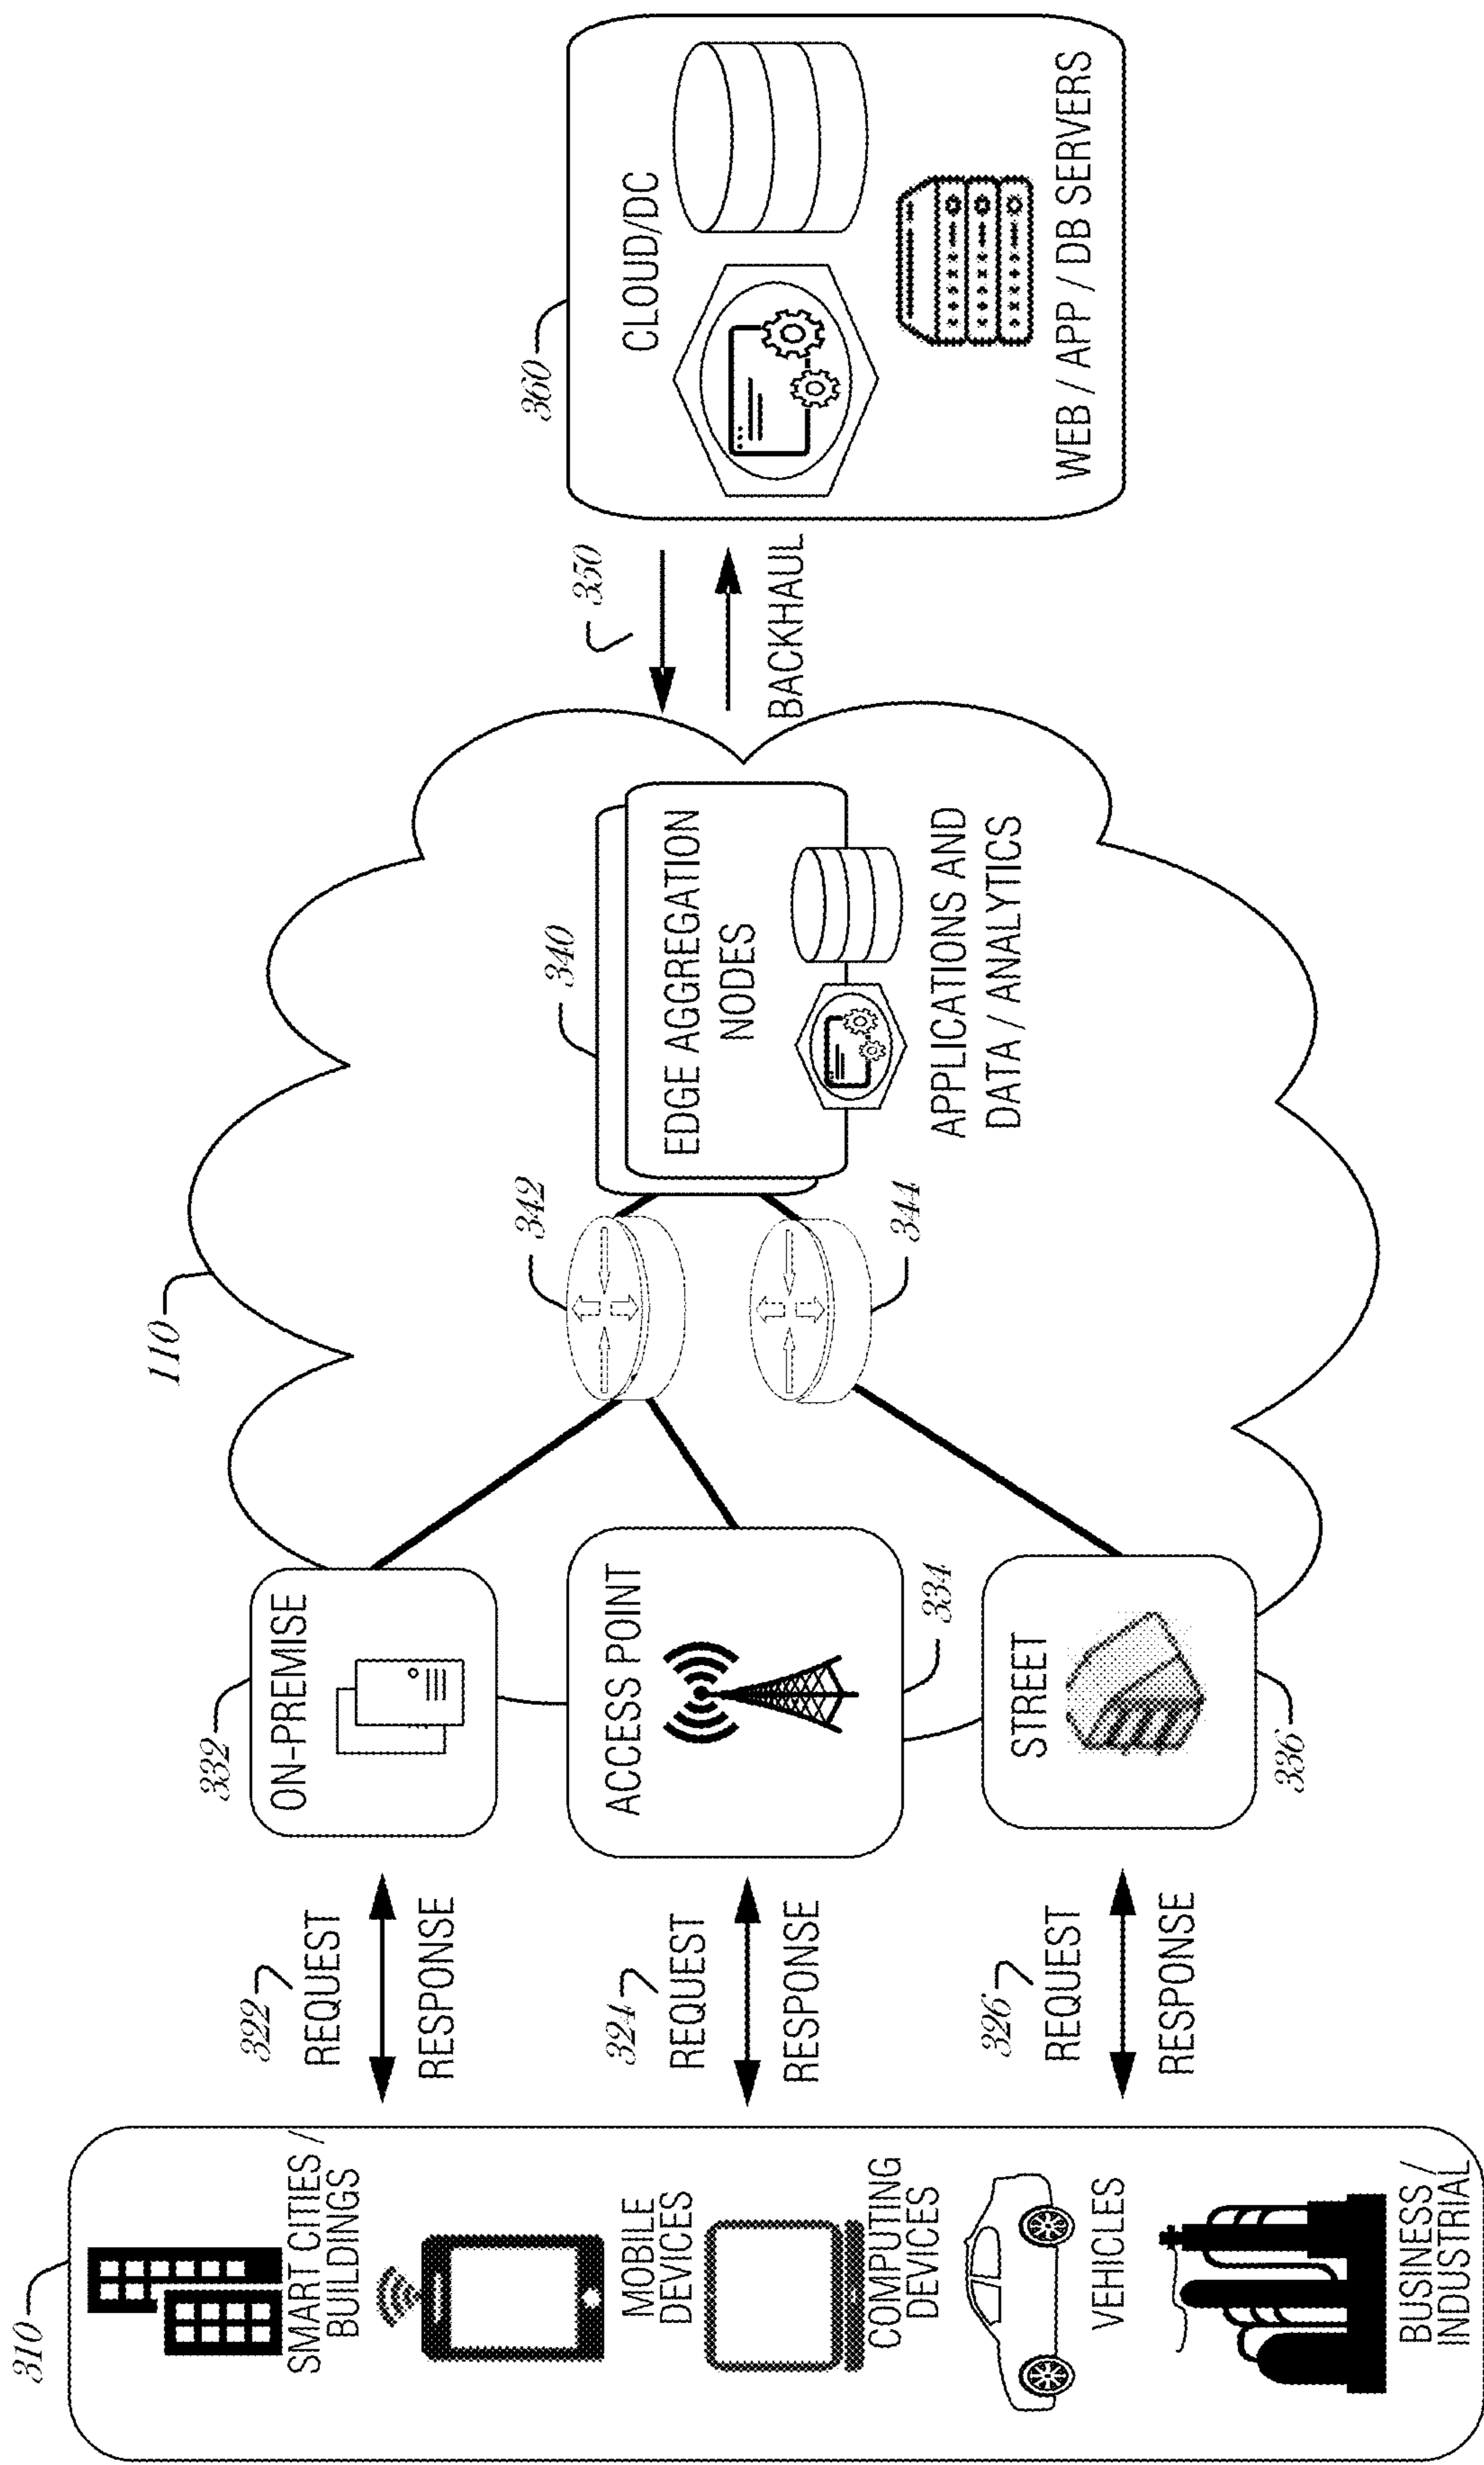 310
SMART CITIES /
BUILDINGS
MOBILE
DEVICES
COMPUTING
DEVICES
VEHICLES
BUSINESS /
INDUSTRIAL
322
REQUEST
RESPONSE
324
REQUEST
RESPONSE
326
REQUEST
RESPONSE
332
ON-PREMISE
ACCESS POINT
334
STREET
336
110
342
344
340
EDGE AGGREGATION
NODES
APPLICATIONS AND
DATA / ANALYTICS
350
BACKHAUL
360
CLOUD/DC
WEB / APP / DB SERVERS